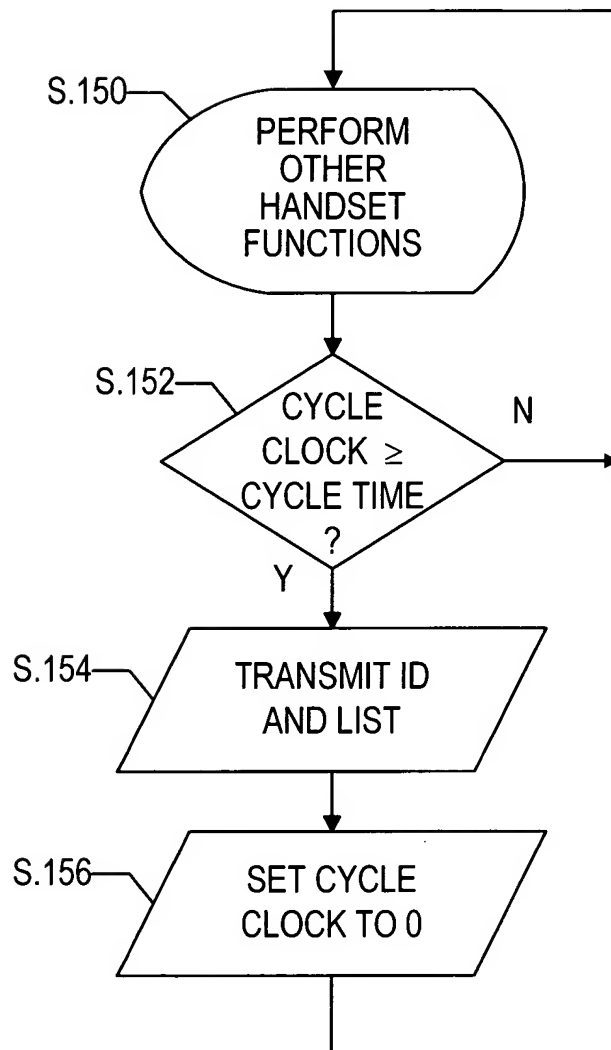 S.150
PERFORM
OTHER
HANDSET
FUNCTIONS
S.152
CYCLE
CLOCK ≥
CYCLE TIME
?
N
Y
S.154
TRANSMIT ID
AND LIST
S.156
SET CYCLE
CLOCK TO 0